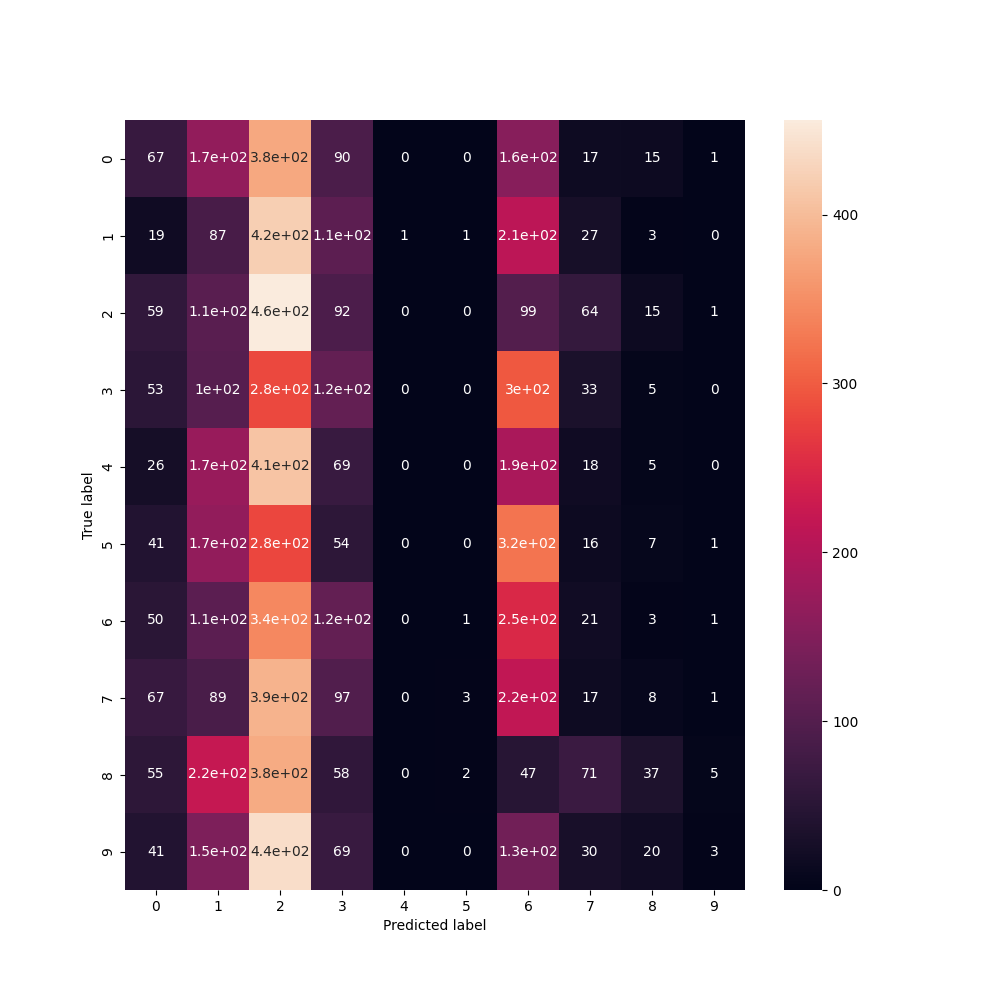 0 67 1.7e+02 3.8e+02 90 0 0 1.6e+02 17 15 1
1 19 87 4.2e+02 1.1e+02 1 1 2.1e+02 27 3 0
2 59 1.1e+02 4.6e+02 92 0 0 99 64 15 1
3 53 1e+02 2.8e+02 1.2e+02 0 0 3e+02 33 5 0
4 26 1.7e+02 4.1e+02 69 0 0 1.9e+02 18 5 0
5 41 1.7e+02 2.8e+02 54 0 0 3.2e+02 16 7 1
6 50 1.1e+02 3.4e+02 1.2e+02 0 1 2.5e+02 21 3 1
7 67 89 3.9e+02 97 0 3 2.2e+02 17 8 1
8 55 2.2e+02 3.8e+02 58 0 2 47 71 37 5
9 41 1.5e+02 4.4e+02 69 0 0 1.3e+02 30 20 3
0 1 2 3 4 5 6 7 8 9
Predicted label
True label
400
300
200
100
0